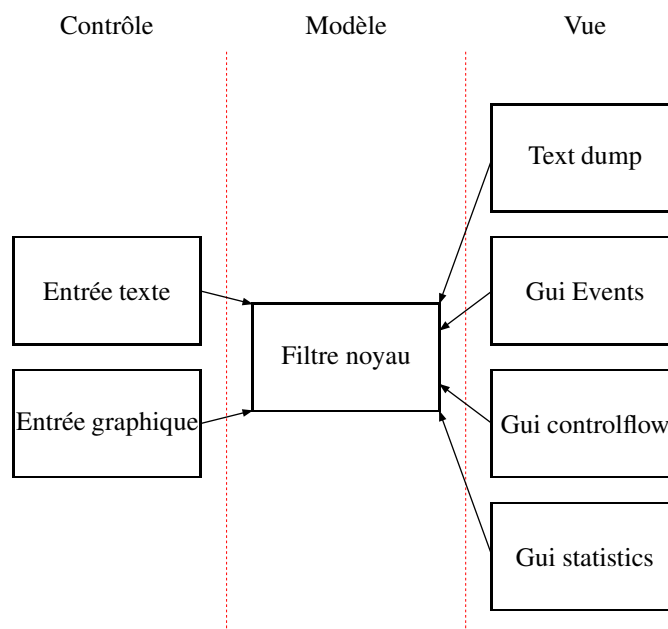 Contrôle
Modèle
Vue
Text dump
Entrée texte
Gui Events
Filtre noyau
Entrée graphique
Gui controlflow
Gui statistics